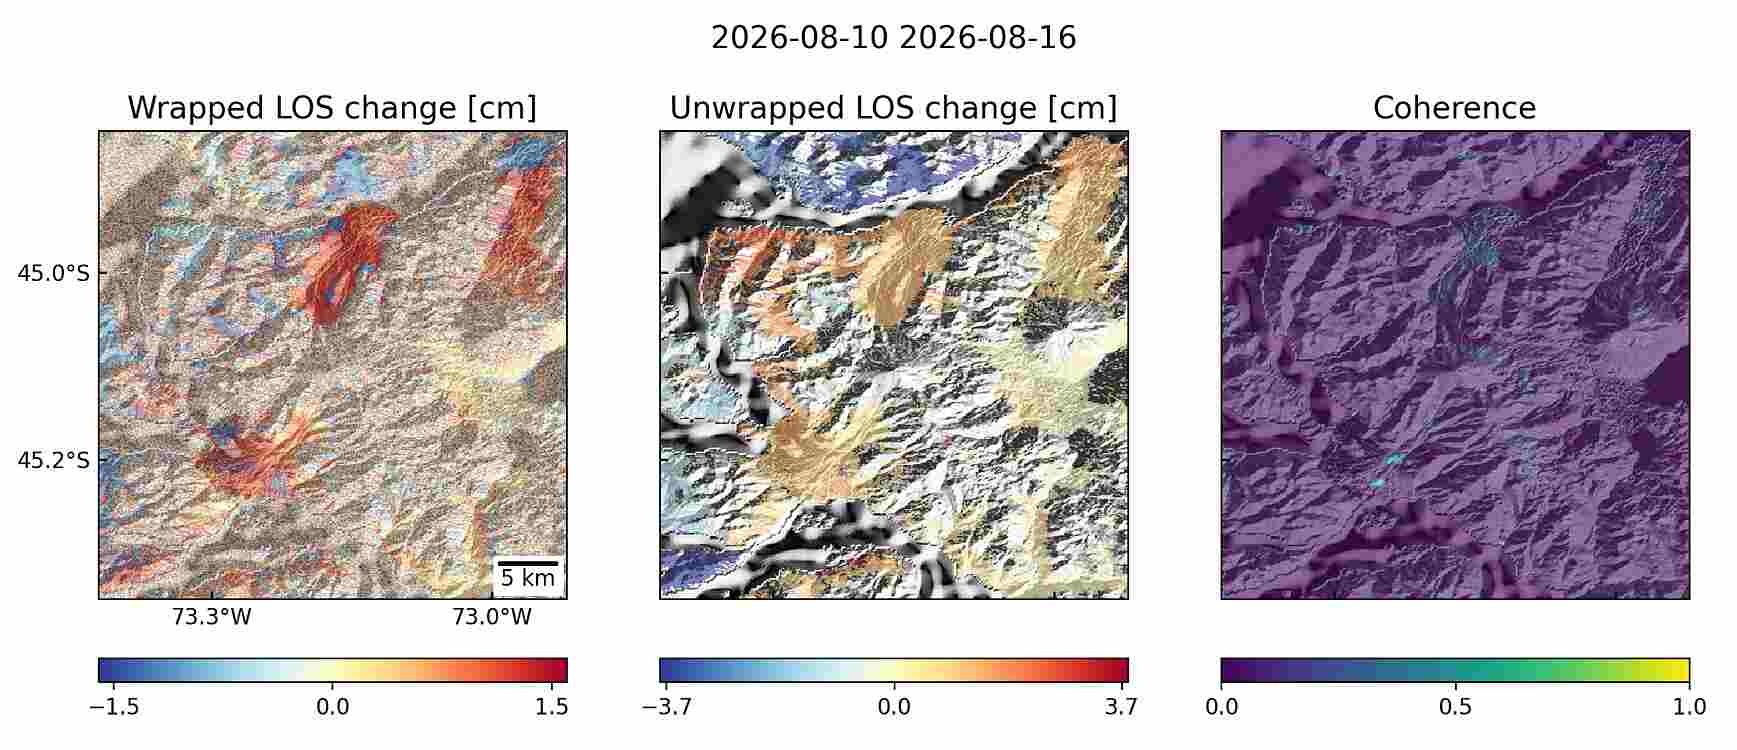 2026-08-10 2026-08-16
Wrapped LOS change [cm]
Unwrapped LOS change [cm]
Coherence
45.0°S
45.2°S
5 km
73.3°W
73.0°W
−1.5
0.0
1.5
−3.7
0.0
3.7
0.0
0.5
1.0